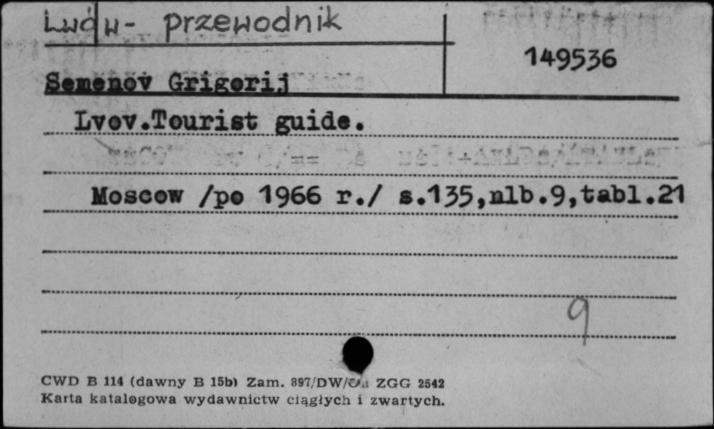 Lwów - przewodnik
149536
Semenov Grigorij
Lvov.Tourist guide.
Moscow /po 1966 r./ s.135,nlb.9,tabl.21
9
CWD B 114 (dawny B 15b) Zam. 897/DW/ ZGG 2542
Karta katalogowa wydawnictw ciągłych i zwartych.